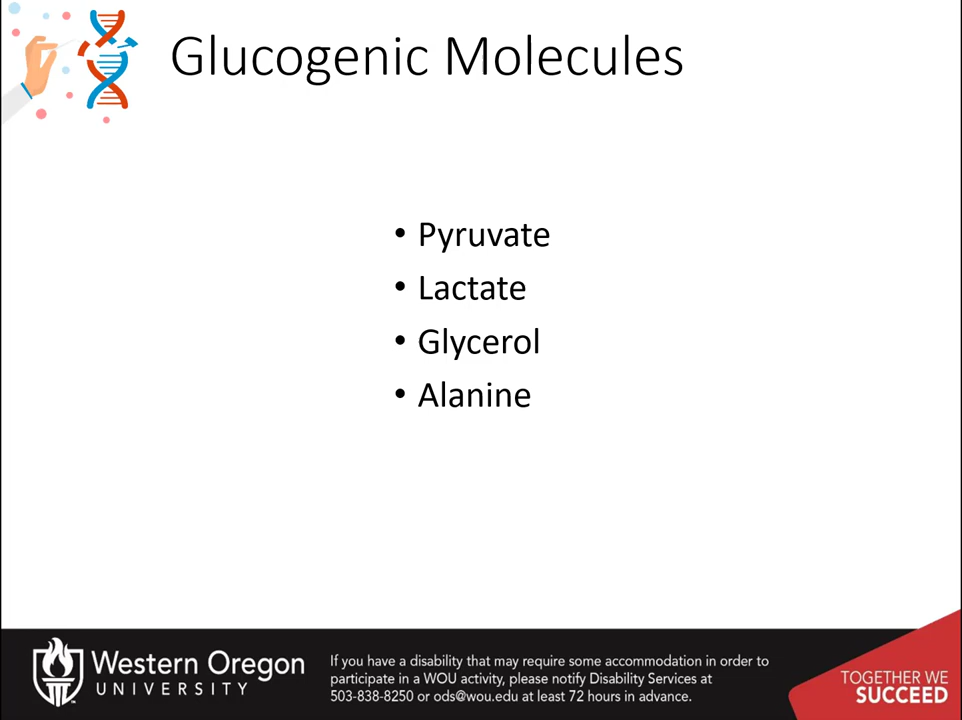 Glucogenic Molecules
• Pyruvate
• Lactate
• Glycerol
• Alanine
Western Oregon
UNIVERSITY
If you have a disability that may require some accommodation in order to
participate in a WOU activity, please notify Disability Services at
503-838-8250 or ods@wou.edu at least 72 hours in advance.
TOGETHER WE
SUCCEED